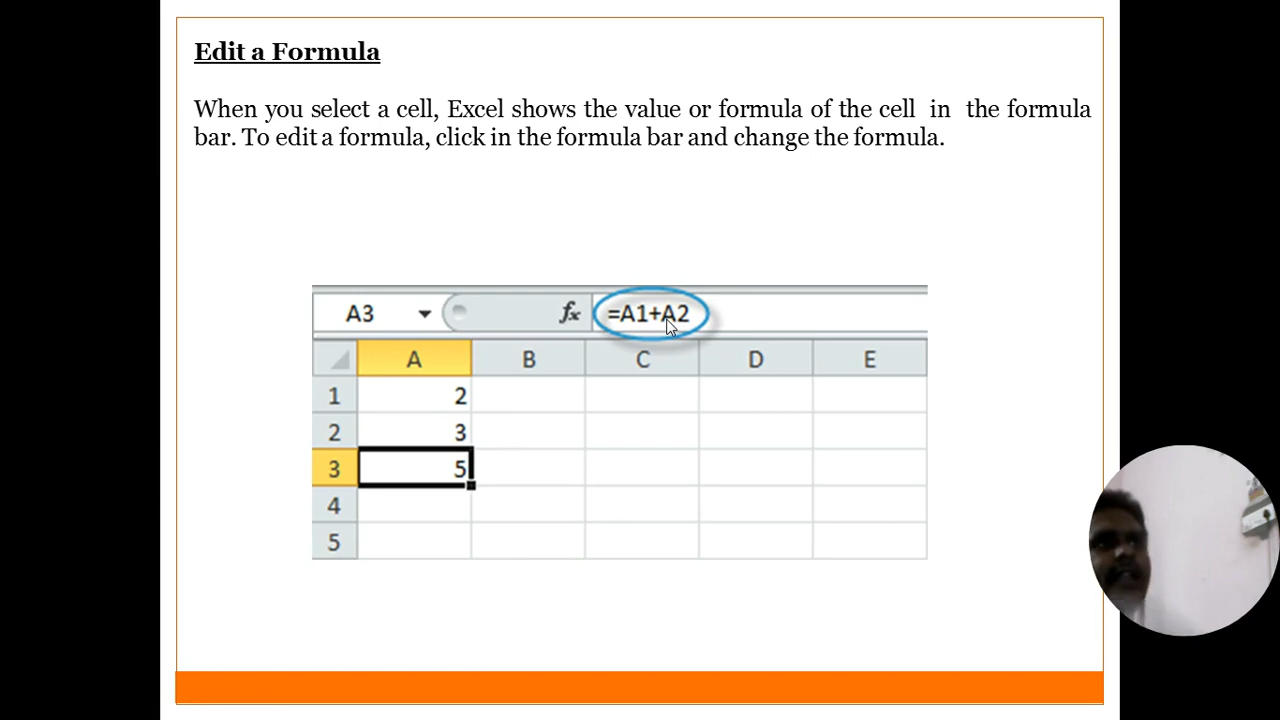 Edit a Formula
When you select a cell, Excel shows the value or formula of the cell in the formula
bar. To edit a formula, click in the formula bar and change the formula.
A3 fx =A1+A2
A B C D E
1 2
2 3
3 5
4
5